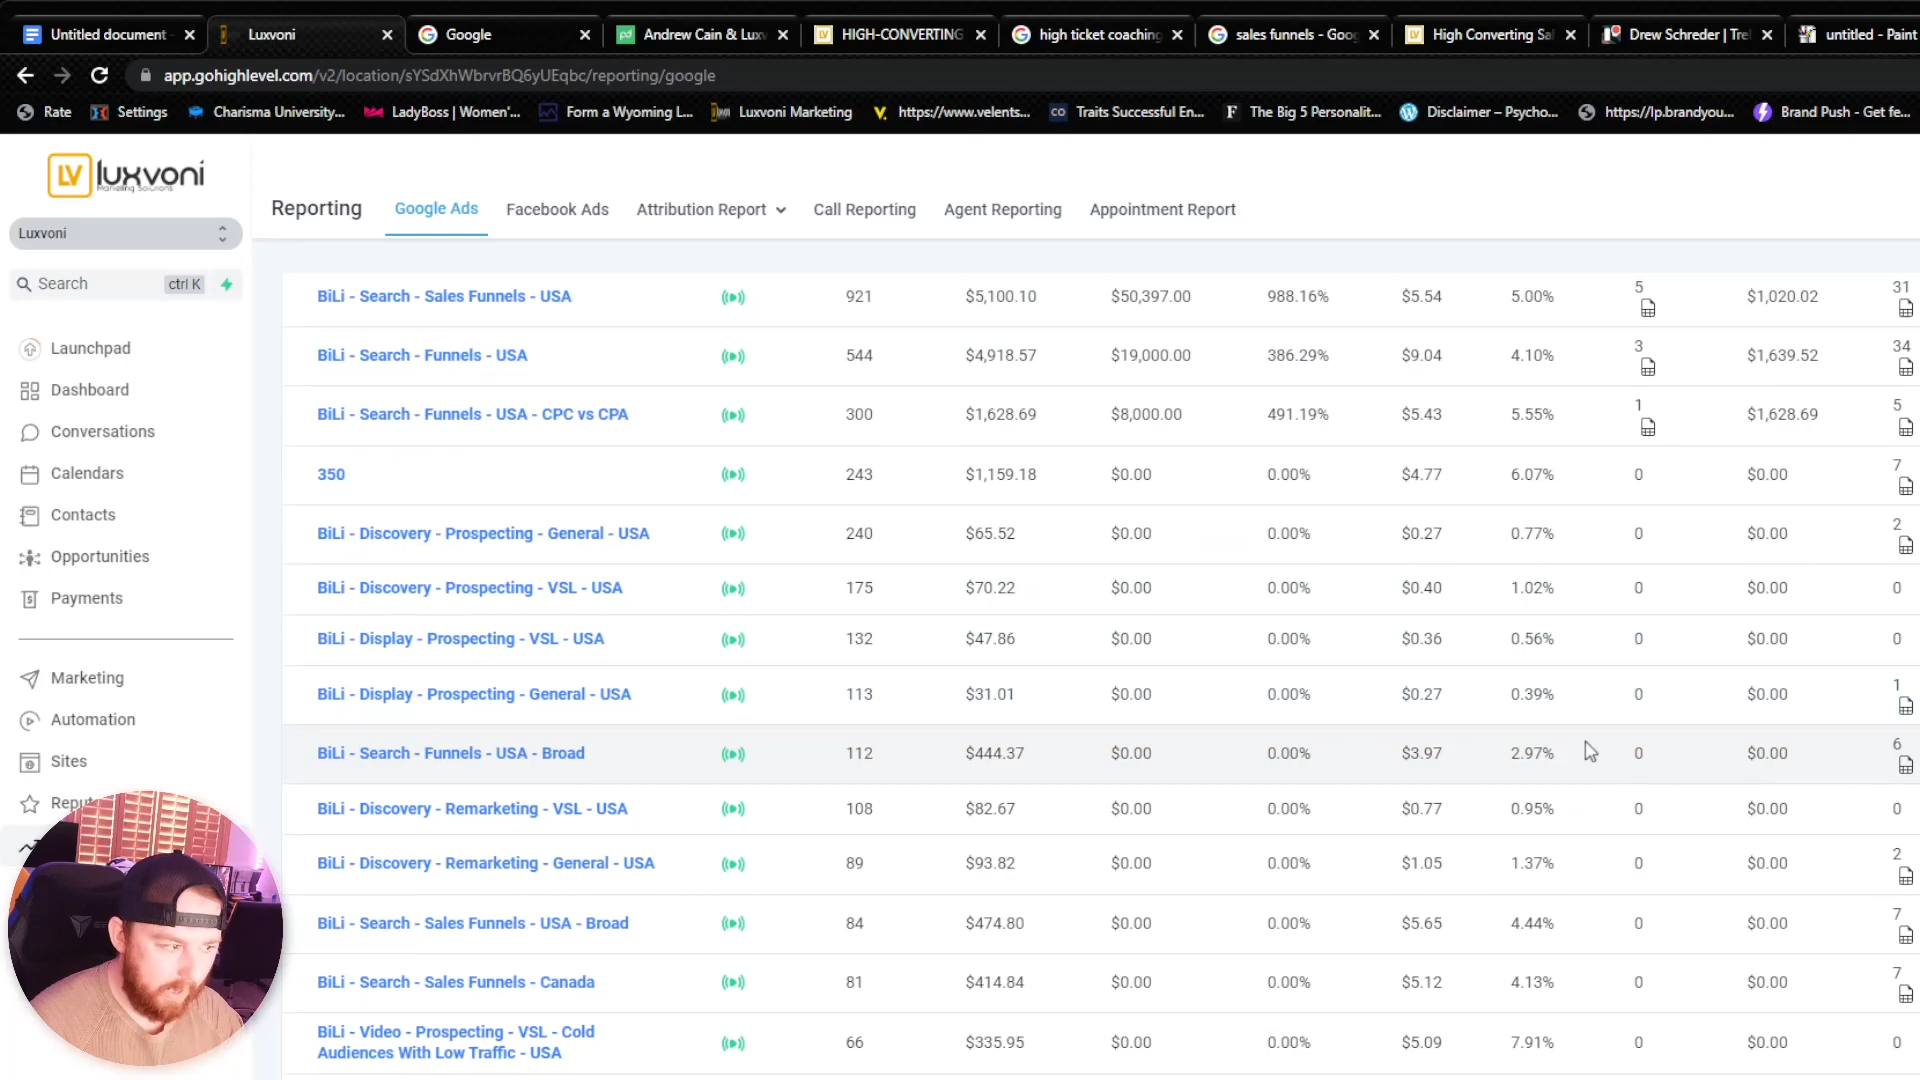 Untitled document
Luxvoni
Google
Andrew Cain & Luxv
HIGH-CONVERTING
high ticket coaching
sales funnels - Goog
High Converting Sal
Drew Schreder | Tre
untitled - Paint
app.gohighlevel.com/v2/location/sYSdXhWbrvrBQ6yUEqbc/reporting/google
Rate
Settings
Charisma University...
LadyBoss | Women'...
Form a Wyoming L...
Luxvoni Marketing
https://www.velents...
Traits Successful En...
The Big 5 Personalit...
Disclaimer – Psycho...
https://lp.brandyou...
Brand Push - Get fe...
LV luxvoni
Marketing Solutions
Luxvoni
Search ctrl K
Launchpad
Dashboard
Conversations
Calendars
Contacts
Opportunities
Payments
Marketing
Automation
Sites
Reput
Reporting Google Ads Facebook Ads Attribution Report Call Reporting Agent Reporting Appointment Report
BiLi - Search - Sales Funnels - USA 921 $5,100.10 $50,397.00 988.16% $5.54 5.00% 5 $1,020.02 31
BiLi - Search - Funnels - USA 544 $4,918.57 $19,000.00 386.29% $9.04 4.10% 3 $1,639.52 34
BiLi - Search - Funnels - USA - CPC vs CPA 300 $1,628.69 $8,000.00 491.19% $5.43 5.55% 1 $1,628.69 5
350 243 $1,159.18 $0.00 0.00% $4.77 6.07% 0 $0.00 7
BiLi - Discovery - Prospecting - General - USA 240 $65.52 $0.00 0.00% $0.27 0.77% 0 $0.00 2
BiLi - Discovery - Prospecting - VSL - USA 175 $70.22 $0.00 0.00% $0.40 1.02% 0 $0.00 0
BiLi - Display - Prospecting - VSL - USA 132 $47.86 $0.00 0.00% $0.36 0.56% 0 $0.00 0
BiLi - Display - Prospecting - General - USA 113 $31.01 $0.00 0.00% $0.27 0.39% 0 $0.00 1
BiLi - Search - Funnels - USA - Broad 112 $444.37 $0.00 0.00% $3.97 2.97% 0 $0.00 6
BiLi - Discovery - Remarketing - VSL - USA 108 $82.67 $0.00 0.00% $0.77 0.95% 0 $0.00 0
BiLi - Discovery - Remarketing - General - USA 89 $93.82 $0.00 0.00% $1.05 1.37% 0 $0.00 2
BiLi - Search - Sales Funnels - USA - Broad 84 $474.80 $0.00 0.00% $5.65 4.44% 0 $0.00 7
BiLi - Search - Sales Funnels - Canada 81 $414.84 $0.00 0.00% $5.12 4.13% 0 $0.00 7
BiLi - Video - Prospecting - VSL - Cold
Audiences With Low Traffic - USA 66 $335.95 $0.00 0.00% $5.09 7.91% 0 $0.00 0